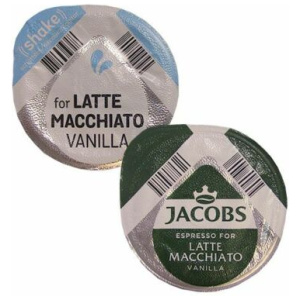 shake
for LATTE
MACCHIATO
VANILLA
JACOBS
ESPRESSO FOR
LATTE
MACCHIATO
VANILLA